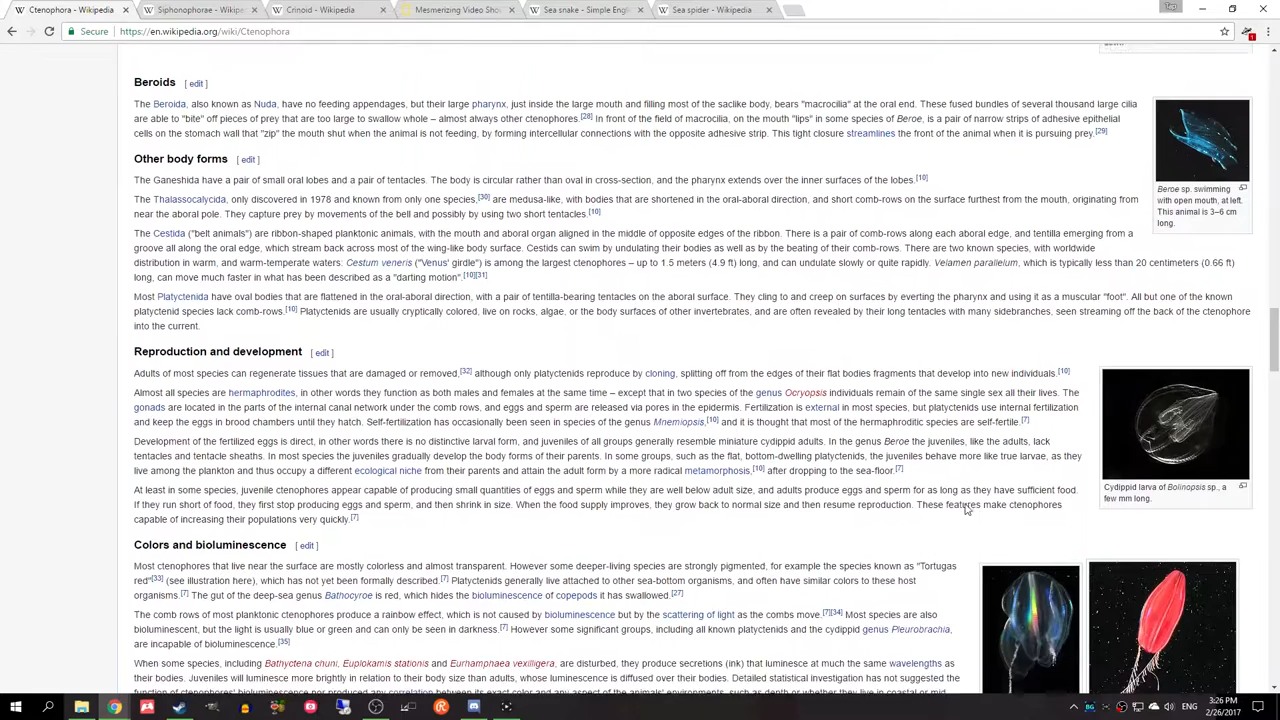 Ctenophora - Wikipedia
Siphonophorae - Wikipe
Crinoid - Wikipedia
Mesmerizing Video Show
Sea snake - Simple Engli
Sea spider - Wikipedia
Secure
https://en.wikipedia.org/wiki/Ctenophora
Beroids [ edit ]
The Beroida, also known as Nuda, have no feeding appendages, but their large pharynx, just inside the large mouth and filling most of the saclike body, bears "macrocilia" at the oral end. These fused bundles of several thousand large cilia
are able to "bite" off pieces of prey that are too large to swallow whole – almost always other ctenophores.[28] In front of the field of macrocilia, on the mouth "lips" in some species of Beroe, is a pair of narrow strips of adhesive epithelial
cells on the stomach wall that "zip" the mouth shut when the animal is not feeding, by forming intercellular connections with the opposite adhesive strip. This tight closure streamlines the front of the animal when it is pursuing prey.[29]
Beroe sp. swimming
with open mouth, at left.
This animal is 3–6 cm
long.
Other body forms [ edit ]
The Ganeshida have a pair of small oral lobes and a pair of tentacles. The body is circular rather than oval in cross-section, and the pharynx extends over the inner surfaces of the lobes.[10]
The Thalassocalycida, only discovered in 1978 and known from only one species,[30] are medusa-like, with bodies that are shortened in the oral-aboral direction, and short comb-rows on the surface furthest from the mouth, originating from
near the aboral pole. They capture prey by movements of the bell and possibly by using two short tentacles.[10]
The Cestida ("belt animals") are ribbon-shaped planktonic animals, with the mouth and aboral organ aligned in the middle of opposite edges of the ribbon. There is a pair of comb-rows along each aboral edge, and tentilla emerging from a
groove all along the oral edge, which stream back across most of the wing-like body surface. Cestids can swim by undulating their bodies as well as by the beating of their comb-rows. There are two known species, with worldwide
distribution in warm, and warm-temperate waters: Cestum veneris ("Venus' girdle") is among the largest ctenophores – up to 1.5 meters (4.9 ft) long, and can undulate slowly or quite rapidly. Velamen parallelum, which is typically less than 20 centimeters (0.66 ft)
long, can move much faster in what has been described as a "darting motion".[10][31]
Most Platyctenida have oval bodies that are flattened in the oral-aboral direction, with a pair of tentilla-bearing tentacles on the aboral surface. They cling to and creep on surfaces by everting the pharynx and using it as a muscular "foot". All but one of the known
platyctenid species lack comb-rows.[10] Platyctenids are usually cryptically colored, live on rocks, algae, or the body surfaces of other invertebrates, and are often revealed by their long tentacles with many sidebranches, seen streaming off the back of the ctenophore
into the current.
Reproduction and development [ edit ]
Adults of most species can regenerate tissues that are damaged or removed,[32] although only platyctenids reproduce by cloning, splitting off from the edges of their flat bodies fragments that develop into new individuals.[10]
Almost all species are hermaphrodites, in other words they function as both males and females at the same time – except that in two species of the genus Ocryopsis individuals remain of the same single sex all their lives. The
gonads are located in the parts of the internal canal network under the comb rows, and eggs and sperm are released via pores in the epidermis. Fertilization is external in most species, but platyctenids use internal fertilization
and keep the eggs in brood chambers until they hatch. Self-fertilization has occasionally been seen in species of the genus Mnemiopsis,[10] and it is thought that most of the hermaphroditic species are self-fertile.[7]
Development of the fertilized eggs is direct, in other words there is no distinctive larval form, and juveniles of all groups generally resemble miniature cydippid adults. In the genus Beroe the juveniles, like the adults, lack
tentacles and tentacle sheaths. In most species the juveniles gradually develop the body forms of their parents. In some groups, such as the flat, bottom-dwelling platyctenids, the juveniles behave more like true larvae, as they
live among the plankton and thus occupy a different ecological niche from their parents and attain the adult form by a more radical metamorphosis,[10] after dropping to the sea-floor.[7]
Cydippid larva of Bolinopsis sp., a
few mm long.
At least in some species, juvenile ctenophores appear capable of producing small quantities of eggs and sperm while they are well below adult size, and adults produce eggs and sperm for as long as they have sufficient food.
If they run short of food, they first stop producing eggs and sperm, and then shrink in size. When the food supply improves, they grow back to normal size and then resume reproduction. These features make ctenophores
capable of increasing their populations very quickly.[7]
Colors and bioluminescence [ edit ]
Most ctenophores that live near the surface are mostly colorless and almost transparent. However some deeper-living species are strongly pigmented, for example the species known as "Tortugas
red"[33] (see illustration here), which has not yet been formally described.[7] Platyctenids generally live attached to other sea-bottom organisms, and often have similar colors to these host
organisms.[7] The gut of the deep-sea genus Bathocyroe is red, which hides the bioluminescence of copepods it has swallowed.[27]
The comb rows of most planktonic ctenophores produce a rainbow effect, which is not caused by bioluminescence but by the scattering of light as the combs move.[7][34] Most species are also
bioluminescent, but the light is usually blue or green and can only be seen in darkness.[7] However some significant groups, including all known platyctenids and the cydippid genus Pleurobrachia,
are incapable of bioluminescence.[35]
When some species, including Bathyctena chuni, Euplokamis stationis and Eurhamphaea vexilligera, are disturbed, they produce secretions (ink) that luminesce at much the same wavelengths as
their bodies. Juveniles will luminesce more brightly in relation to their body size than adults, whose luminescence is diffused over their bodies. Detailed statistical investigation has not suggested the
function of ctenophores' bioluminescence nor produced any correlation between its exact color and any aspect of the animals' environments, such as depth or whether they live in coastal or mid-
ENG
3:26 PM
2/26/2017